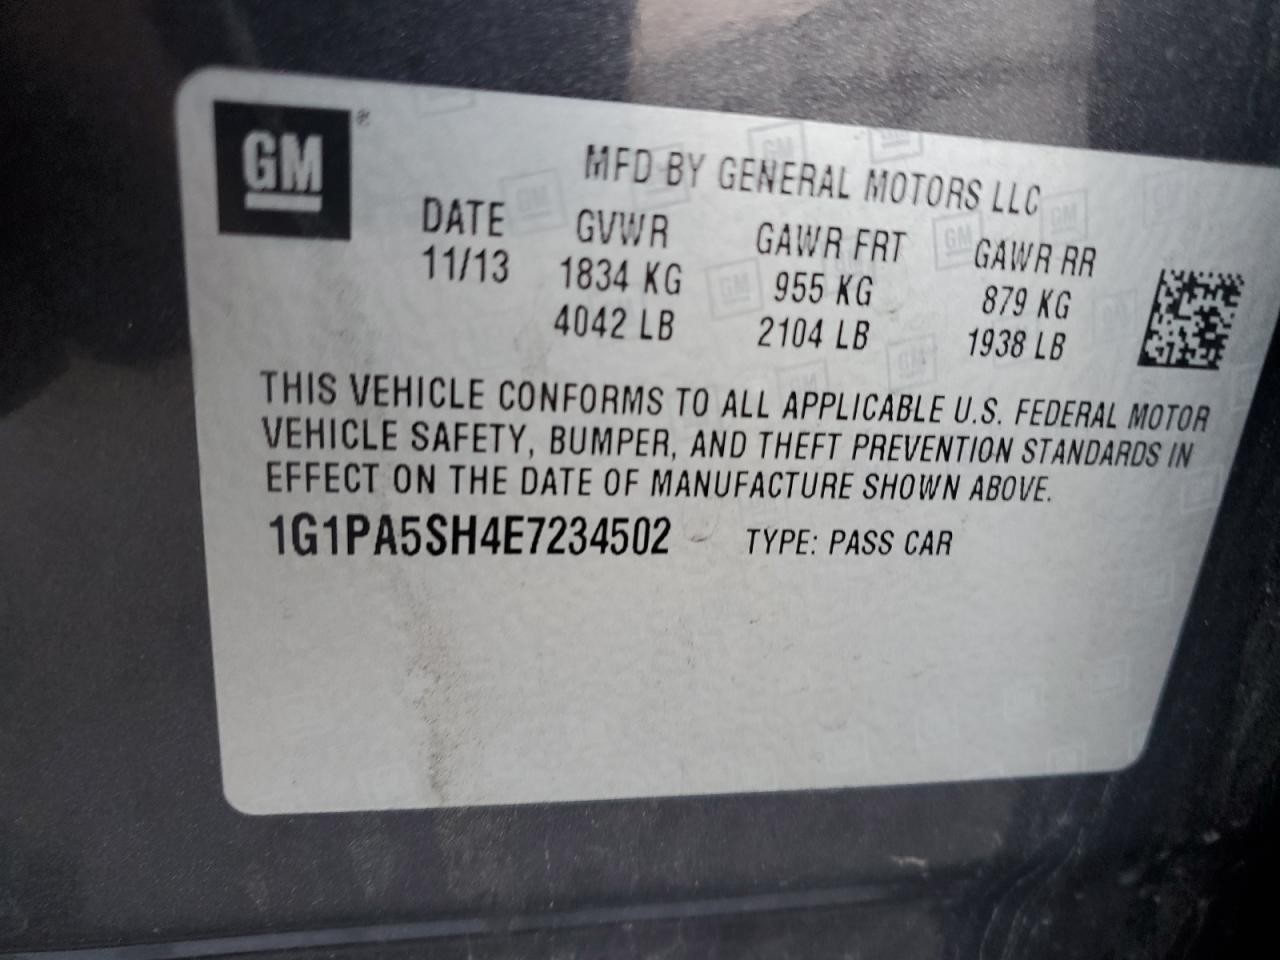 GM®
MFD BY GENERAL MOTORS LLC
DATE GVWR GAWR FRT GAWR RR
11/13 1834 KG 955 KG 879 KG
4042 LB 2104 LB 1938 LB
THIS VEHICLE CONFORMS TO ALL APPLICABLE U.S. FEDERAL MOTOR
VEHICLE SAFETY, BUMPER, AND THEFT PREVENTION STANDARDS IN
EFFECT ON THE DATE OF MANUFACTURE SHOWN ABOVE.
1G1PA5SH4E7234502 TYPE: PASS CAR